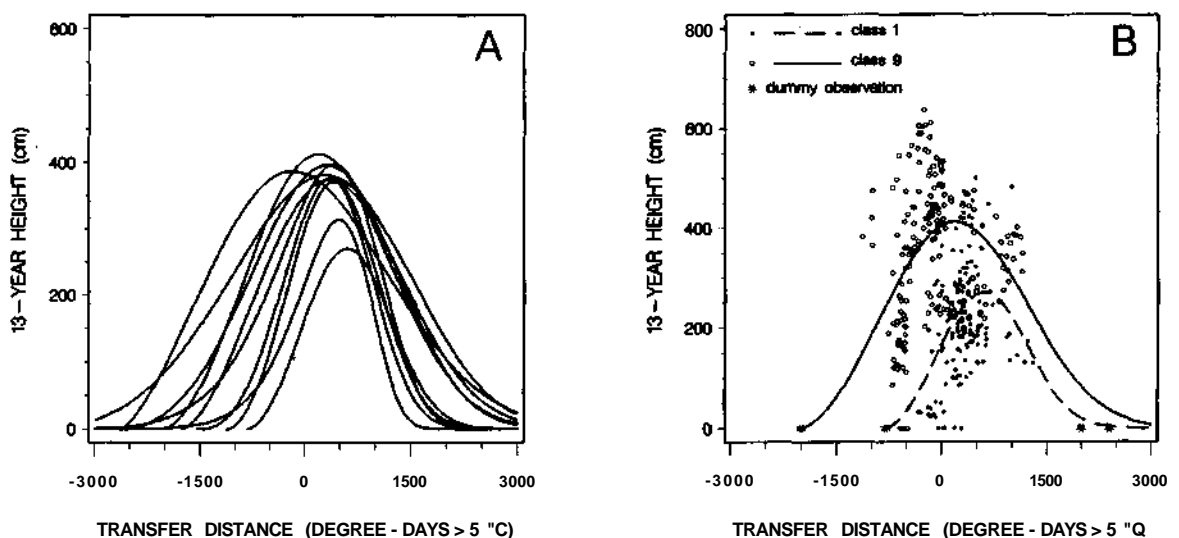 A
600
400
200
0
13-YEAR HEIGHT (cm)
-3000 -1500 0 1500 3000
TRANSFER DISTANCE (DEGREE - DAYS > 5 "C)
B
class 1
class 9
dummy observation
800
600
400
200
0
13-YEAR HEIGHT (cm)
-3000 -1500 0 1500 3000
TRANSFER DISTANCE (DEGREE - DAYS > 5 "Q